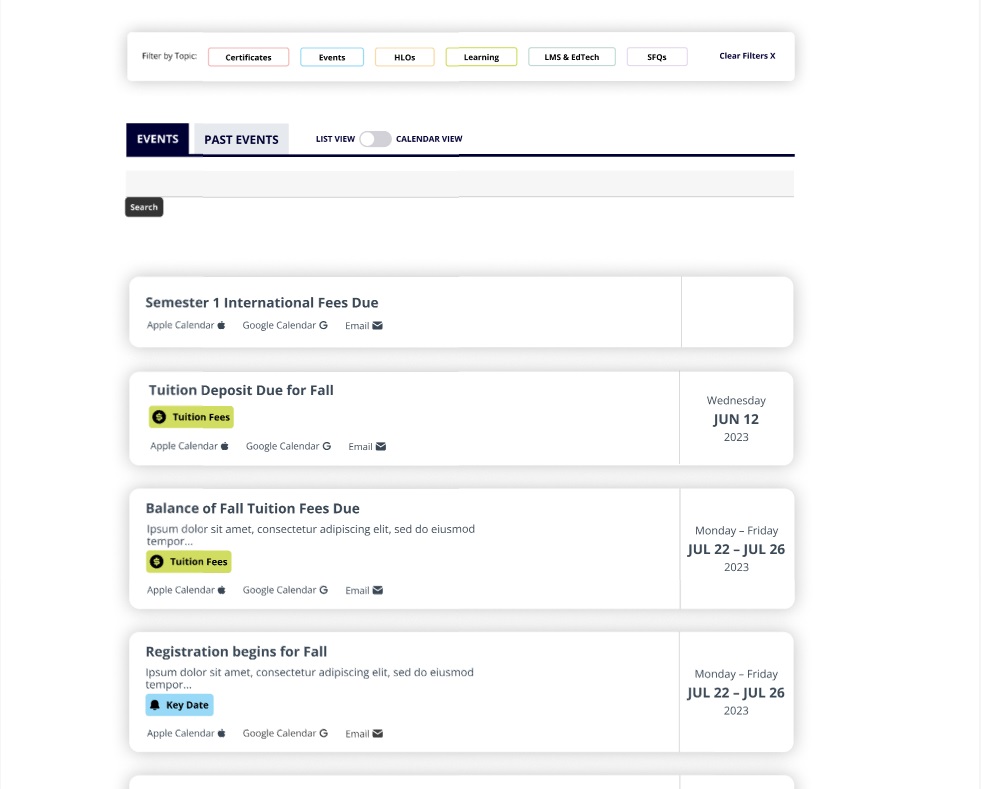 Filter by Topic: Certificates Events HLOs Learning LMS & EdTech SFQs Clear Filters X
EVENTS PAST EVENTS LIST VIEW CALENDAR VIEW
Search
Semester 1 International Fees Due
Apple Calendar Google Calendar Email
Tuition Deposit Due for Fall
Tuition Fees
Apple Calendar Google Calendar Email
Wednesday
JUN 12
2023
Balance of Fall Tuition Fees Due
Ipsum dolor sit amet, consectetur adipiscing elit, sed do eiusmod
tempor...
Tuition Fees
Apple Calendar Google Calendar Email
Monday – Friday
JUL 22 – JUL 26
2023
Registration begins for Fall
Ipsum dolor sit amet, consectetur adipiscing elit, sed do eiusmod
tempor...
Key Date
Apple Calendar Google Calendar Email
Monday – Friday
JUL 22 – JUL 26
2023